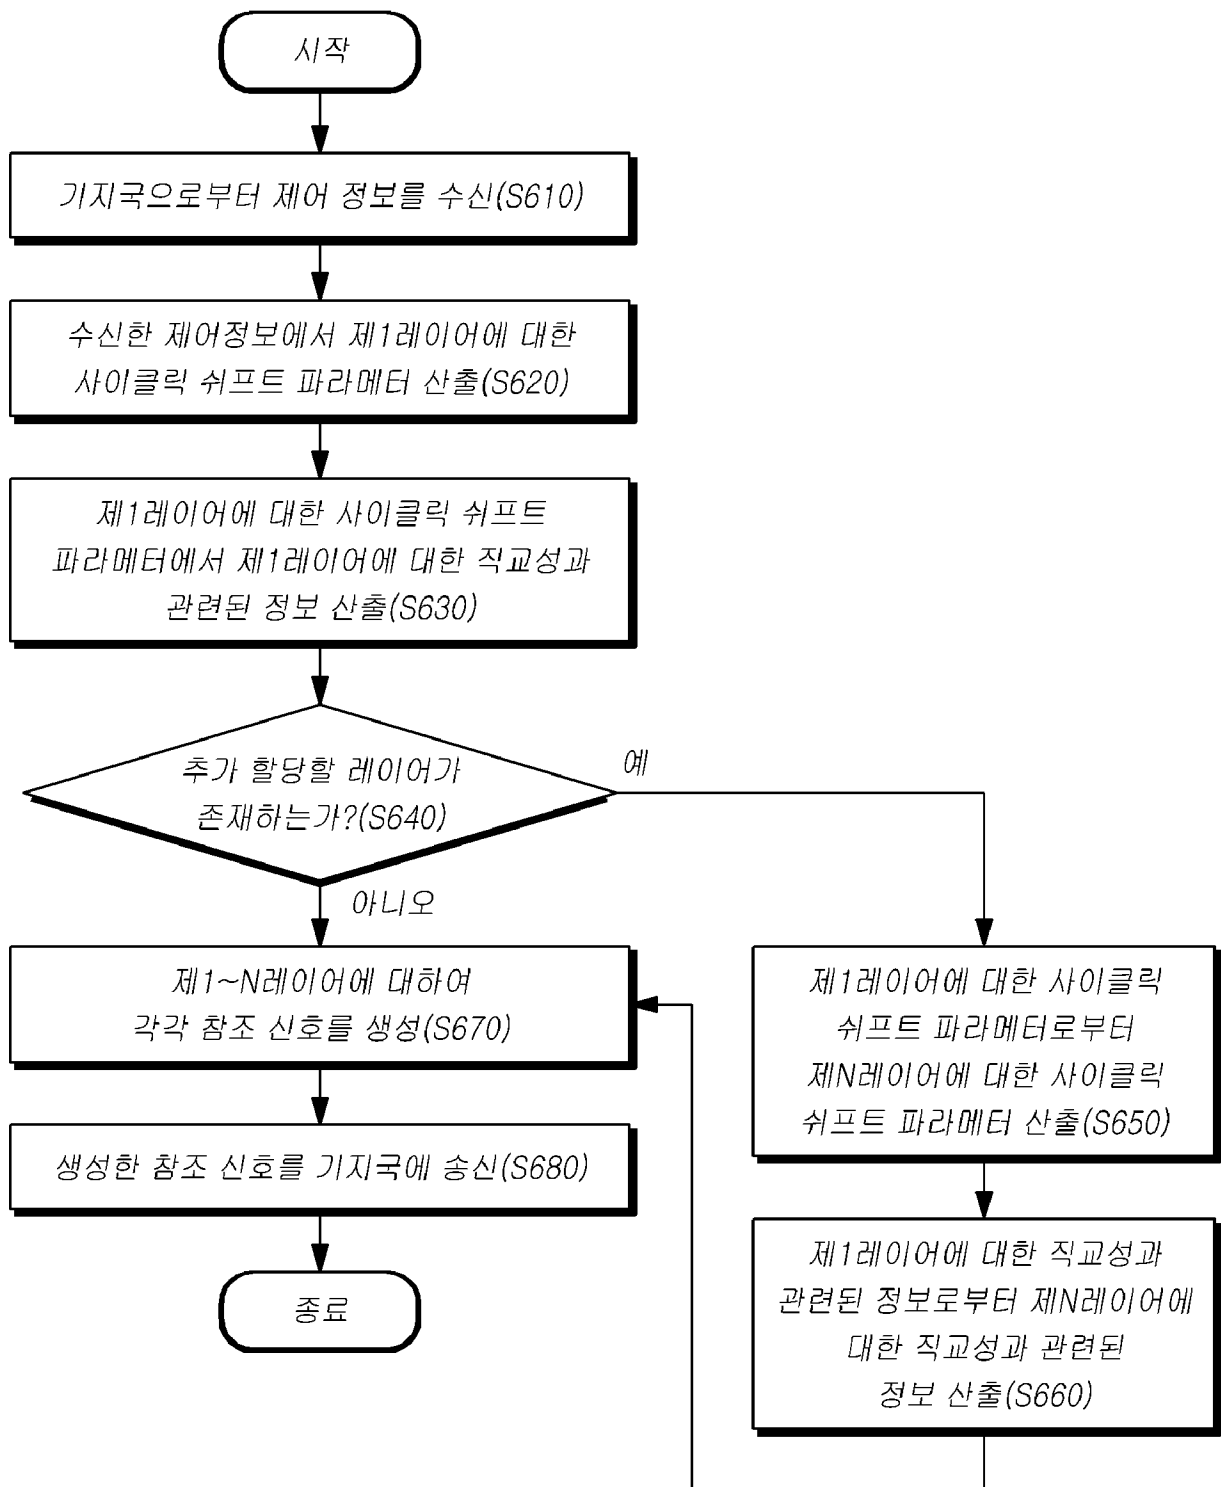 시작
기지국으로부터 제어 정보를 수신(S610)
수신한 제어정보에서 제1레이어에 대한
사이클릭 쉬프트 파라메터 산출(S620)
제1레이어에 대한 사이클릭 쉬프트
파라메터에서 제1레이어에 대한 직교성과
관련된 정보 산출(S630)
추가 할당할 레이어가
존재하는가?(S640)
예
아니오
제1~N레이어에 대하여
각각 참조 신호를 생성(S670)
생성한 참조 신호를 기지국에 송신(S680)
종료
제1레이어에 대한 사이클릭
쉬프트 파라메터로부터
제N레이어에 대한 사이클릭
쉬프트 파라메터 산출(S650)
제1레이어에 대한 직교성과
관련된 정보로부터 제N레이어에
대한 직교성과 관련된
정보 산출(S660)